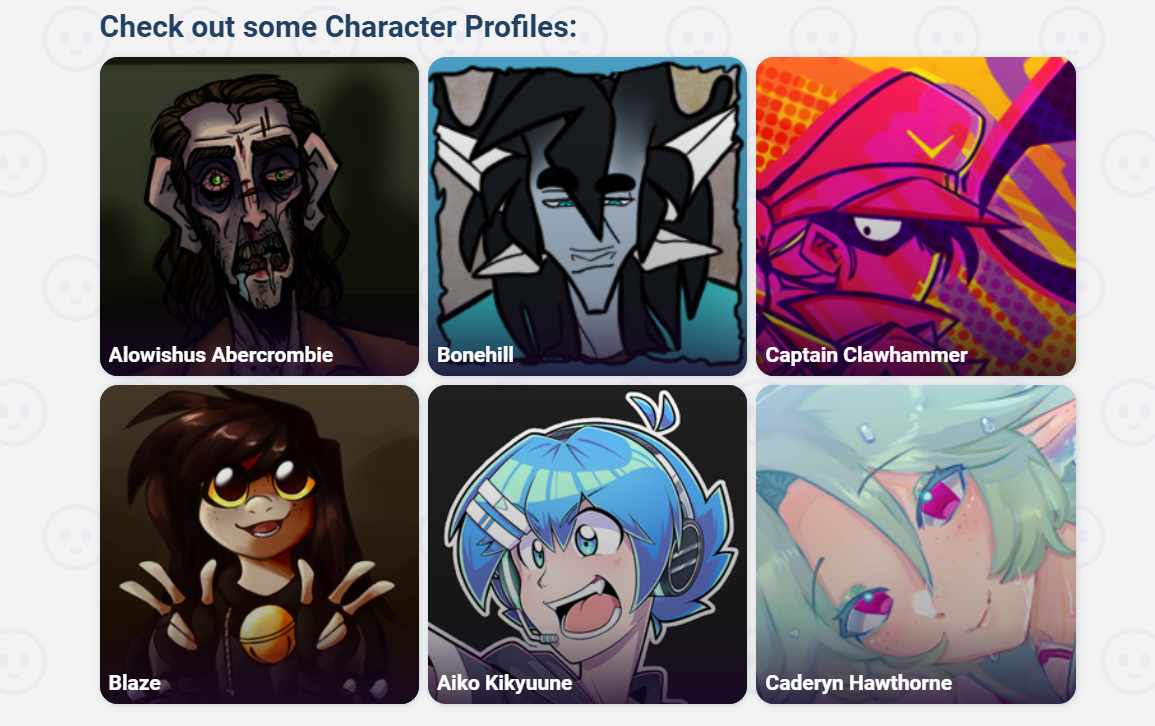 Check out some Character Profiles:
Alowishus Abercrombie
Bonehill
Captain Clawhammer
Blaze
Aiko Kikyuune
Caderyn Hawthorne